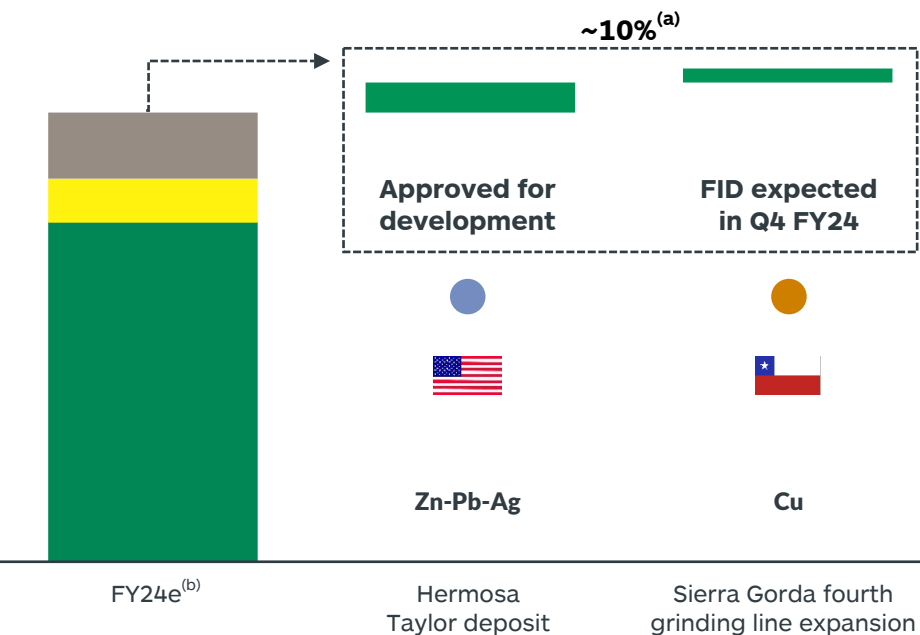 ~10%(a)
Approved for
development
FID expected
in Q4 FY24
Zn-Pb-Ag
Cu
FY24e(b)
Hermosa
Taylor deposit
Sierra Gorda fourth
grinding line expansion